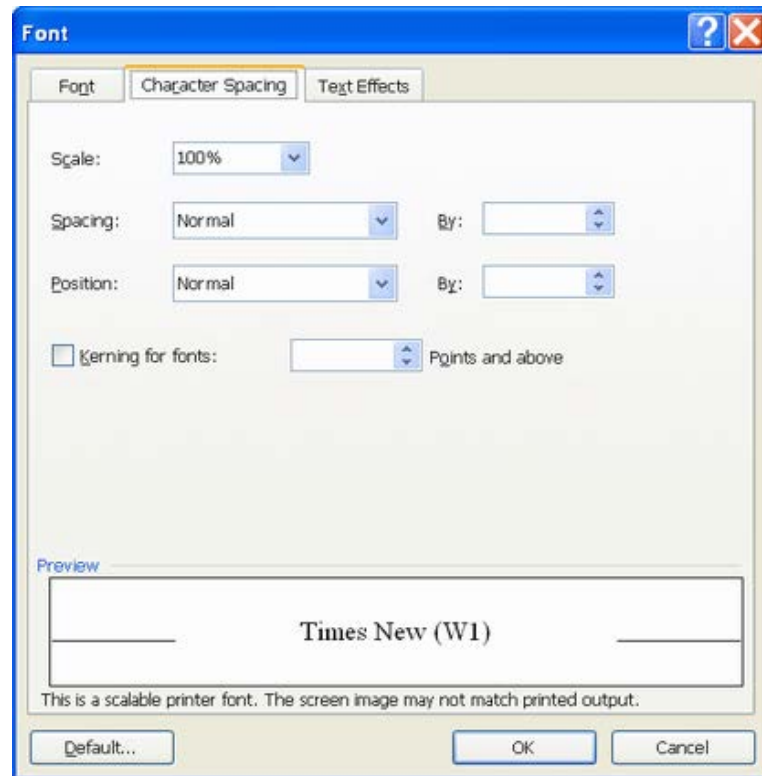 Font
Font Character Spacing Text Effects
Scale: 100%
Spacing: Normal By:
Position: Normal By:
Kerning for fonts: Points and above
Preview
Times New (W1)
This is a scalable printer font. The screen image may not match printed output.
Default... OK Cancel